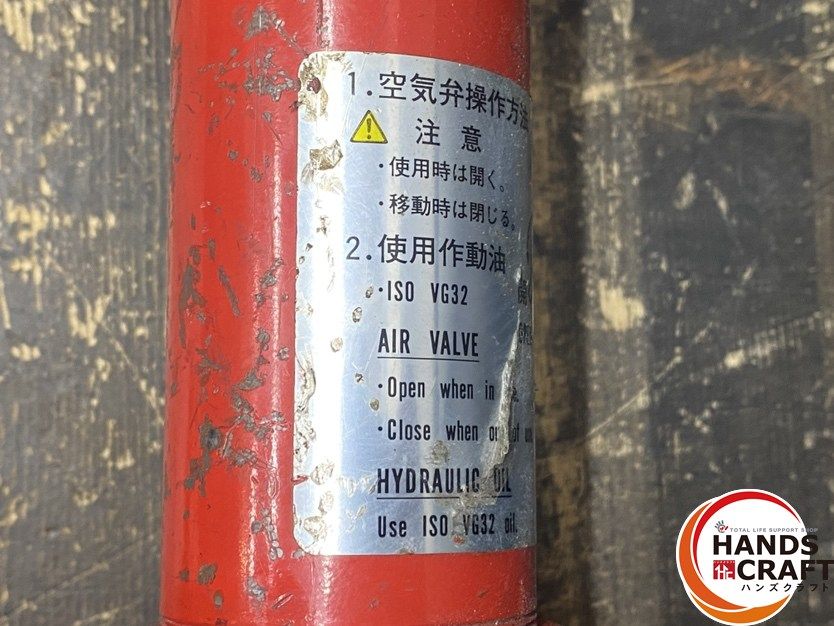 1.空気弁操作方法
注意
・使用時は開く。
・移動時は閉じる。
2.使用作動油
・ISO VG32
AIR VALVE
・Open when in
・Close when
HYDRAULIC OIL
Use ISO VG32 oil.
TOTAL LIFE SUPPORT SHOP
HANDS
CRAFT
ハンズクラフト